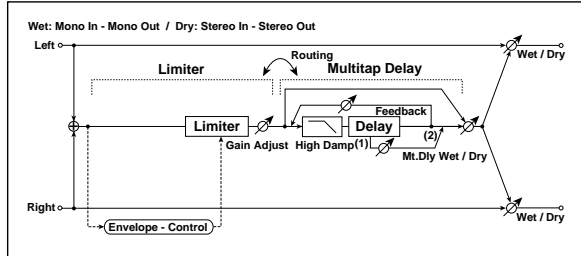 Wet: Mono In - Mono Out / Dry: Stereo In - Stereo Out
Left
Wet / Dry
Routing
Limiter
Multitap Delay
Feedback
Limiter
Delay
Gain Adjust
High Damp
(1)
(2)
Mt.Dly Wet / Dry
Right
Wet / Dry
Envelope - Control